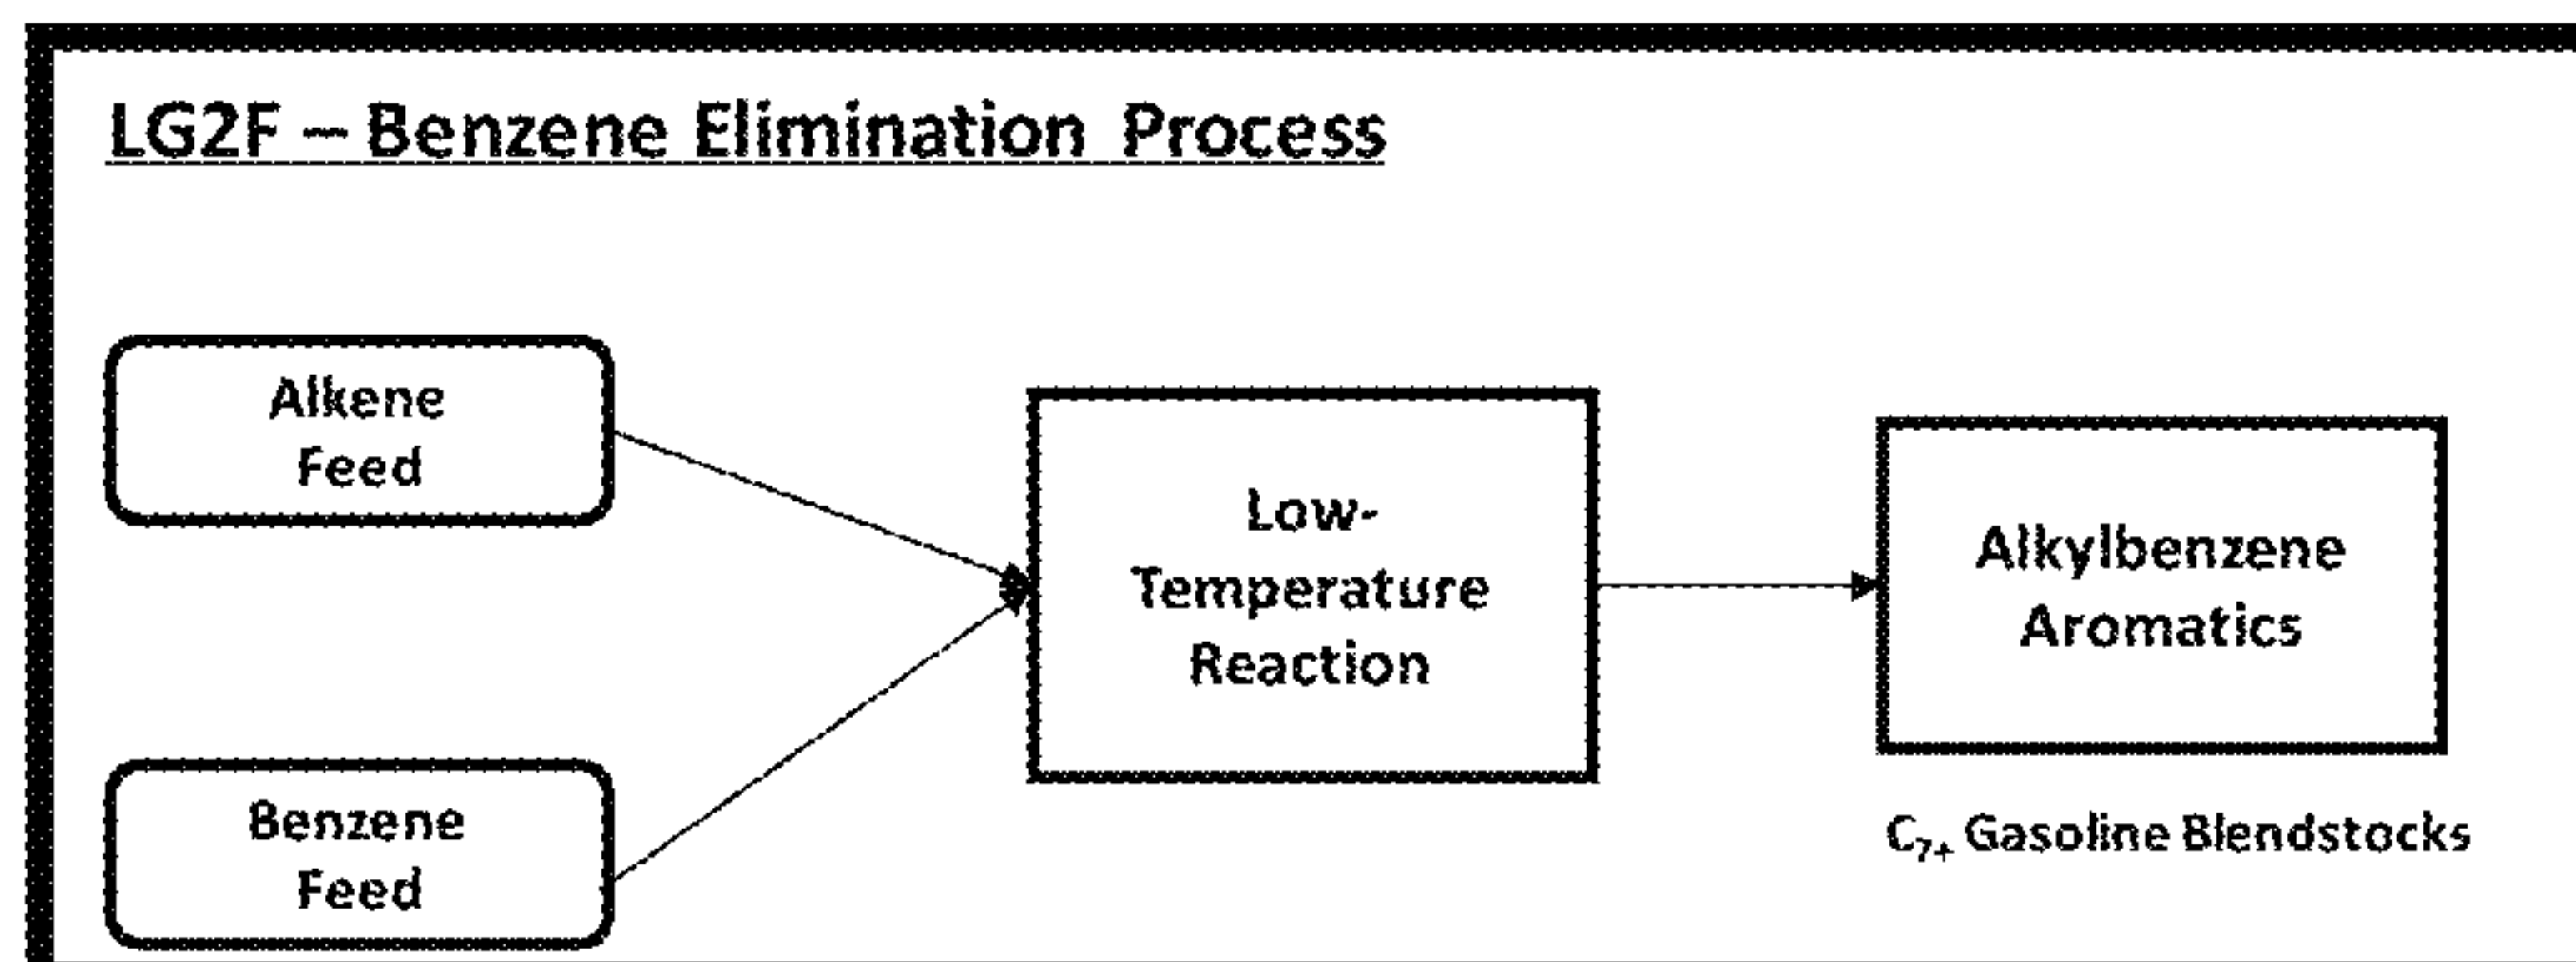 LG2F – Benzene Elimination Process
Alkene
Feed
Low-
Temperature
Reaction
Alkylbenzene
Aromatics
Benzene
Feed
C₇₊ Gasoline Blendstocks